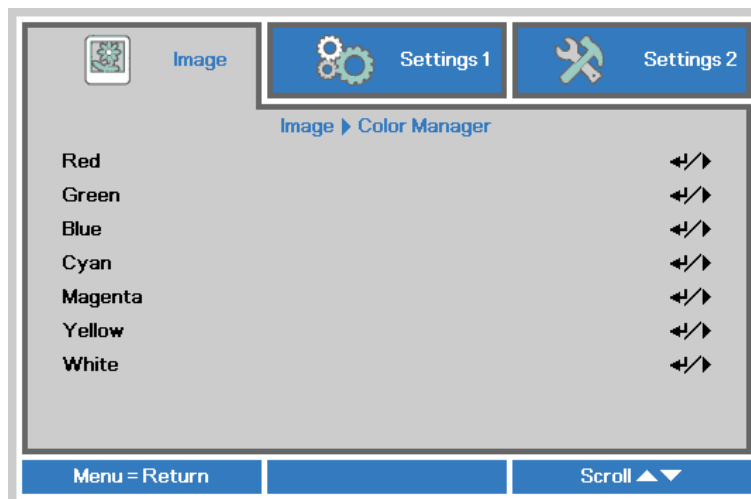 Image Settings 1 Settings 2
Image ▶ Color Manager
Red ↵/▶
Green ↵/▶
Blue ↵/▶
Cyan ↵/▶
Magenta ↵/▶
Yellow ↵/▶
White ↵/▶
Menu = Return Scroll ▲▼